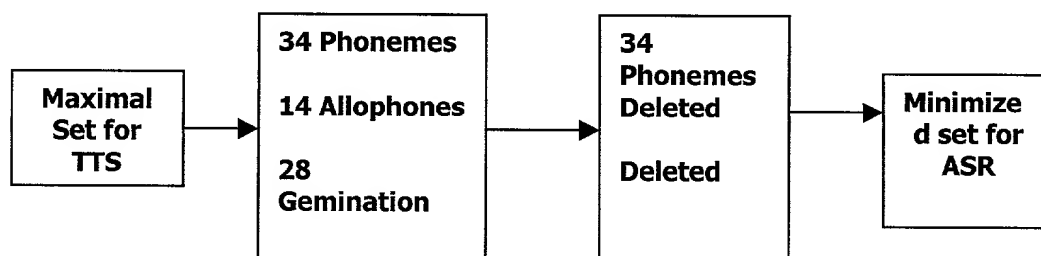 Maximal
Set for
TTS
34 Phonemes
14 Allophones
28
Gemination
34
Phonemes
Deleted
Deleted
Minimize
d set for
ASR